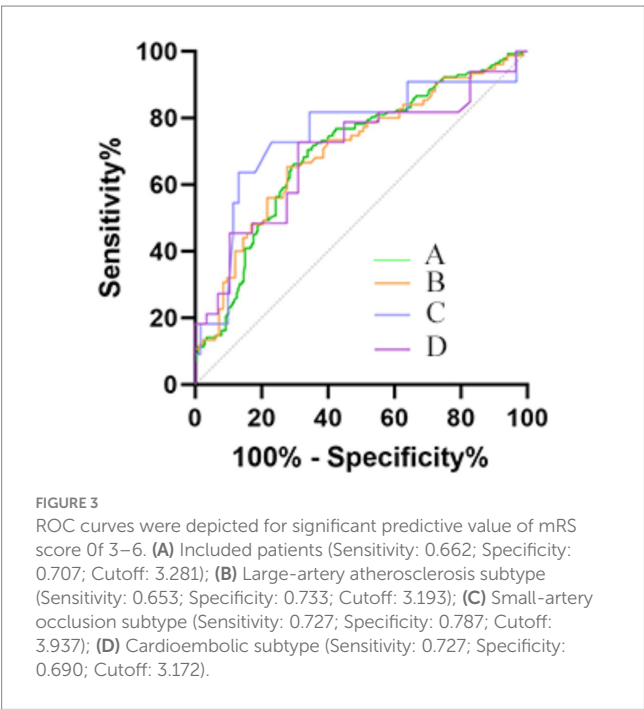 100
80
60
40
20
0
Sensitivity%
A
B
C
D
0 20 40 60 80 100
100% - Specificity%
FIGURE 3
ROC curves were depicted for significant predictive value of mRS
score 0f 3–6. (A) Included patients (Sensitivity: 0.662; Specificity:
0.707; Cutoff: 3.281); (B) Large-artery atherosclerosis subtype
(Sensitivity: 0.653; Specificity: 0.733; Cutoff: 3.193); (C) Small-artery
occlusion subtype (Sensitivity: 0.727; Specificity: 0.787; Cutoff:
3.937); (D) Cardioembolic subtype (Sensitivity: 0.727; Specificity:
0.690; Cutoff: 3.172).